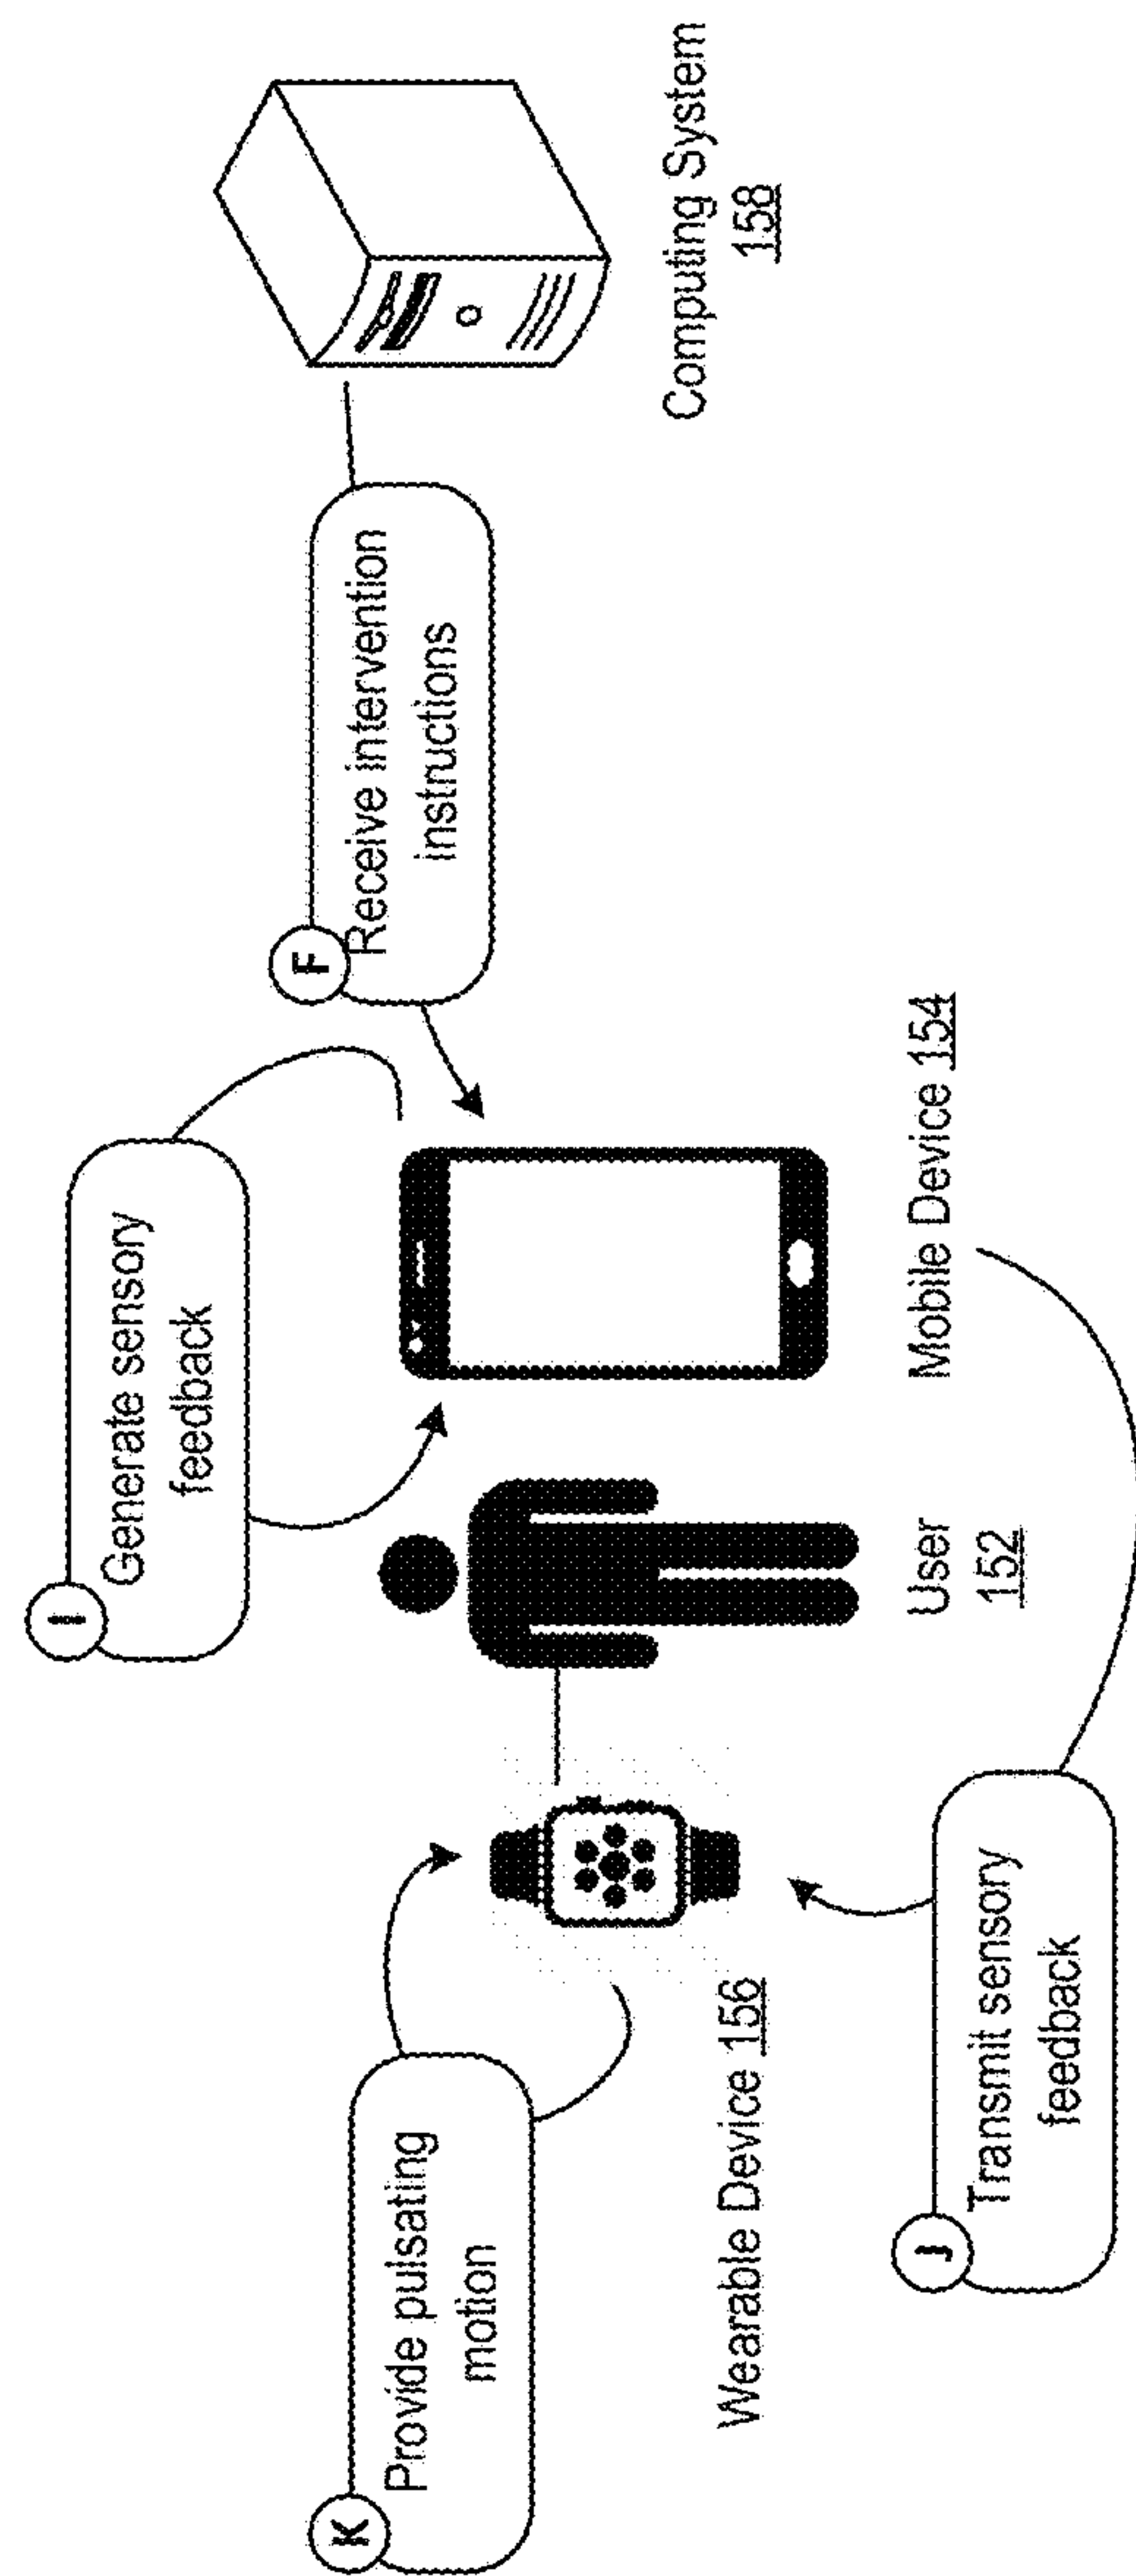 K
Provide pulsating
motion
Wearable Device 156
J
Transmit sensory
feedback
I
Generate sensory
feedback
User
152
Mobile Device 154
F
Receive intervention
instructions
Computing System
158